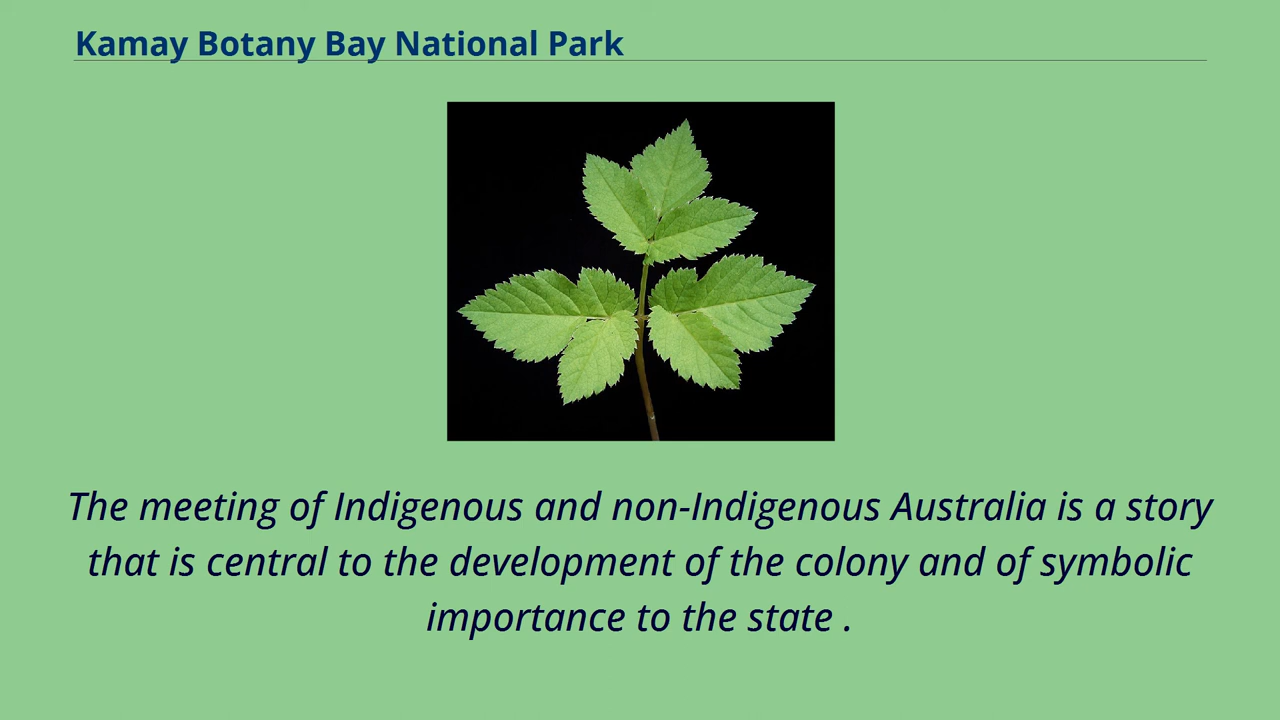 Kamay Botany Bay National Park
The meeting of Indigenous and non-Indigenous Australia is a story
that is central to the development of the colony and of symbolic
importance to the state .